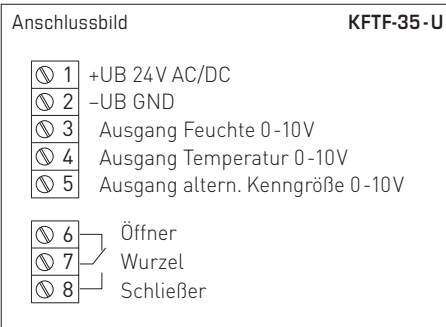 Anschlussbild KFTF-35-U
1 +UB 24V AC/DC
2 –UB GND
3 Ausgang Feuchte 0-10V
4 Ausgang Temperatur 0-10V
5 Ausgang altern. Kenngröße 0-10V
6 Öffner
7 Wurzel
8 Schließer